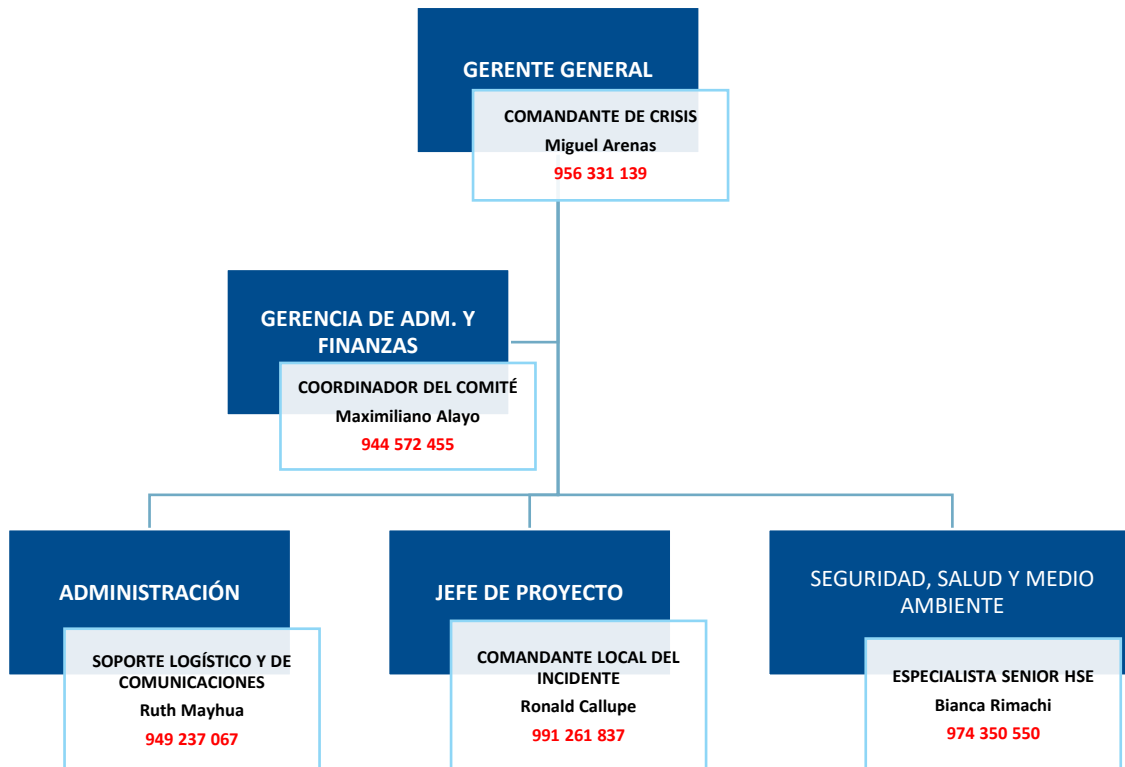 GERENTE GENERAL
COMANDANTE DE CRISIS
Miguel Arenas
956 331 139
GERENCIA DE ADM. Y
FINANZAS
COORDINADOR DEL COMITÉ
Maximiliano Alayo
944 572 455
ADMINISTRACIÓN
SOPORTE LOGÍSTICO Y DE
COMUNICACIONES
Ruth Mayhua
949 237 067
JEFE DE PROYECTO
COMANDANTE LOCAL DEL
INCIDENTE
Ronald Callupe
991 261 837
SEGURIDAD, SALUD Y MEDIO
AMBIENTE
ESPECIALISTA SENIOR HSE
Bianca Rimachi
974 350 550